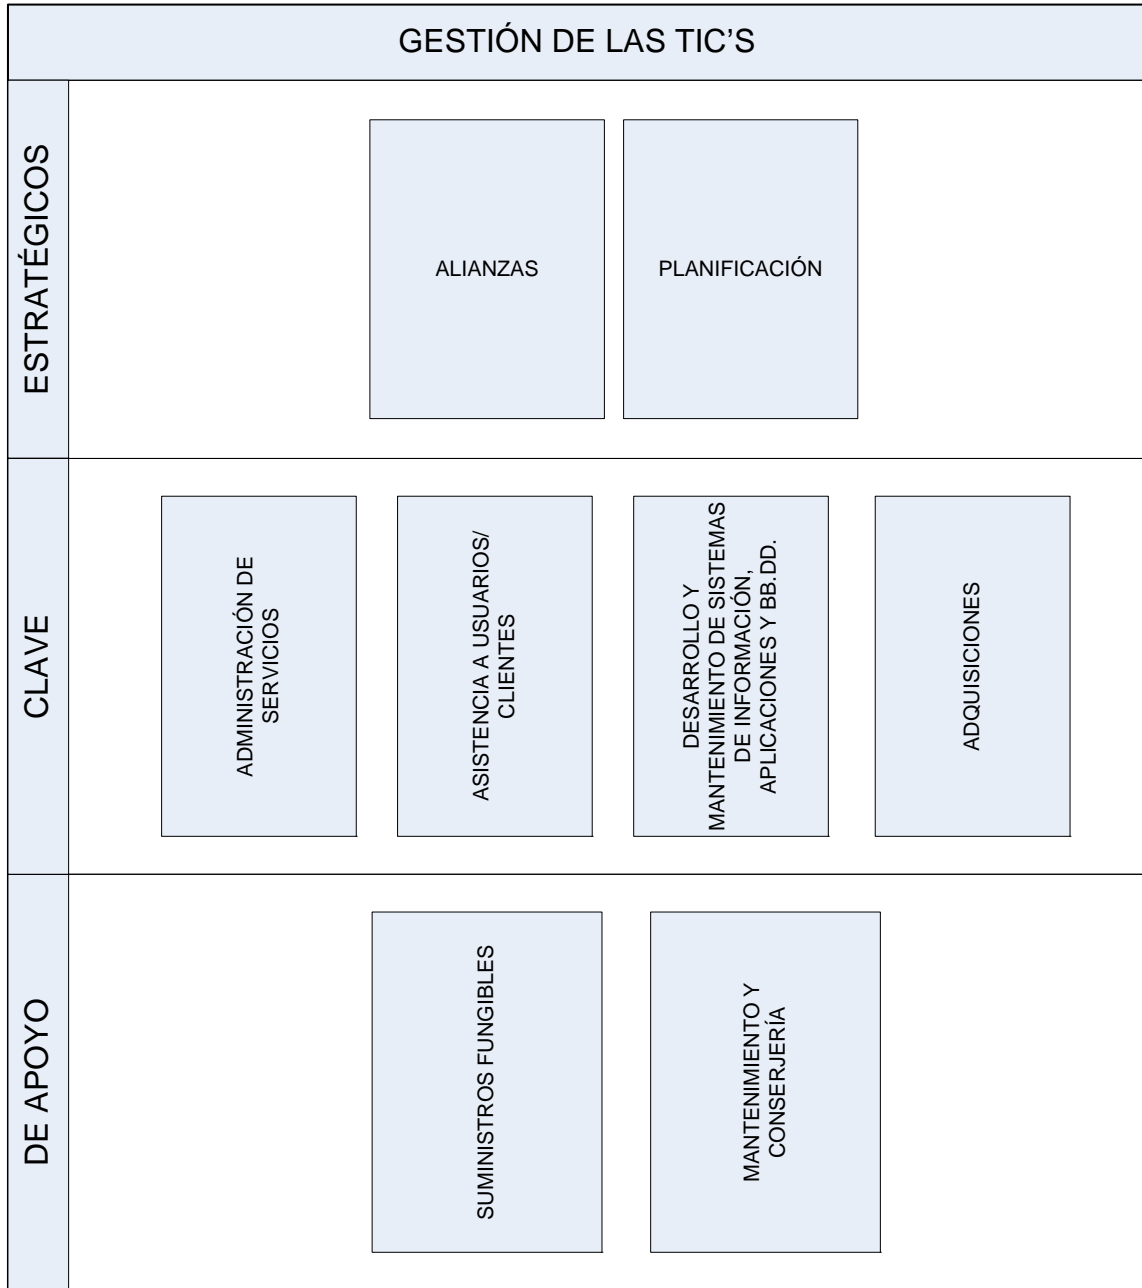 GESTIÓN DE LAS TIC'S
ESTRATÉGICOS
ALIANZAS
PLANIFICACIÓN
CLAVE
ADMINISTRACIÓN DE
SERVICIOS
ASISTENCIA A USUARIOS/
CLIENTES
DESARROLLO Y
MANTENIMIENTO DE SISTEMAS
DE INFORMACIÓN,
APLICACIONES Y BB.DD.
ADQUISICIONES
DE APOYO
SUMINISTROS FUNGIBLES
MANTENIMIENTO Y
CONSERJERÍA